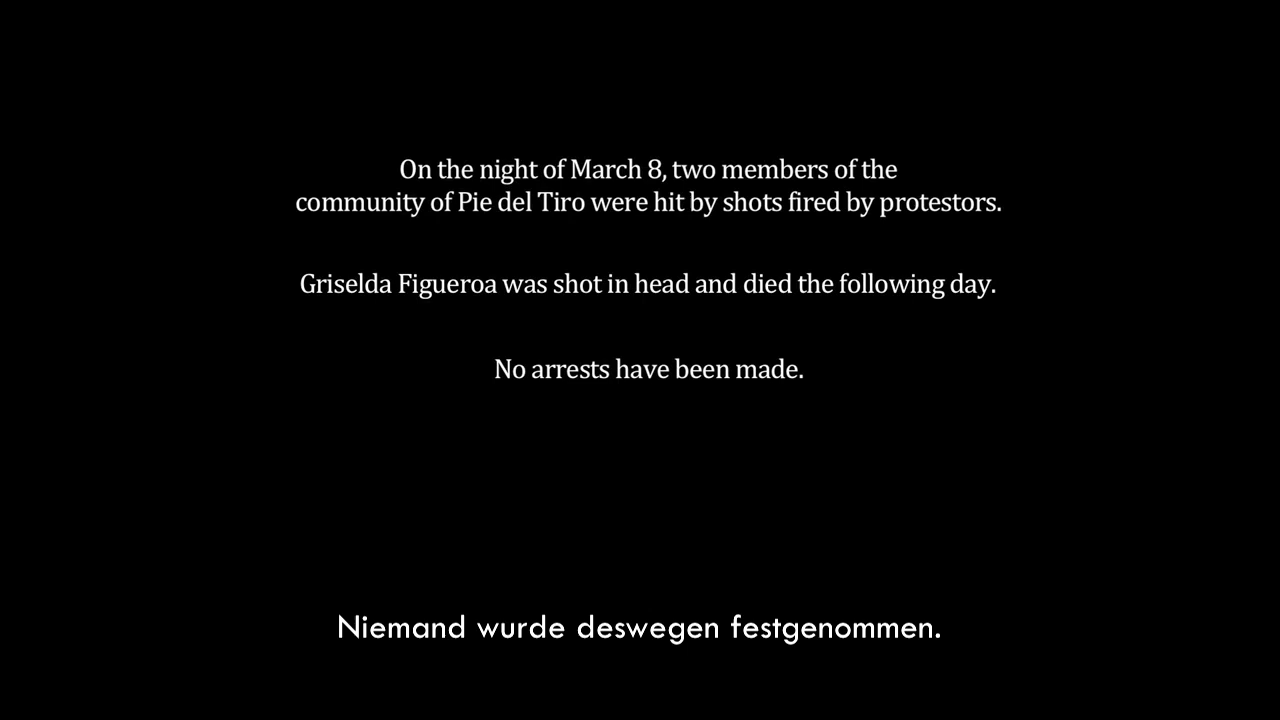 On the night of March 8, two members of the
community of Pie del Tiro were hit by shots fired by protestors.
Griselda Figueroa was shot in head and died the following day.
No arrests have been made.
Niemand wurde deswegen festgenommen.